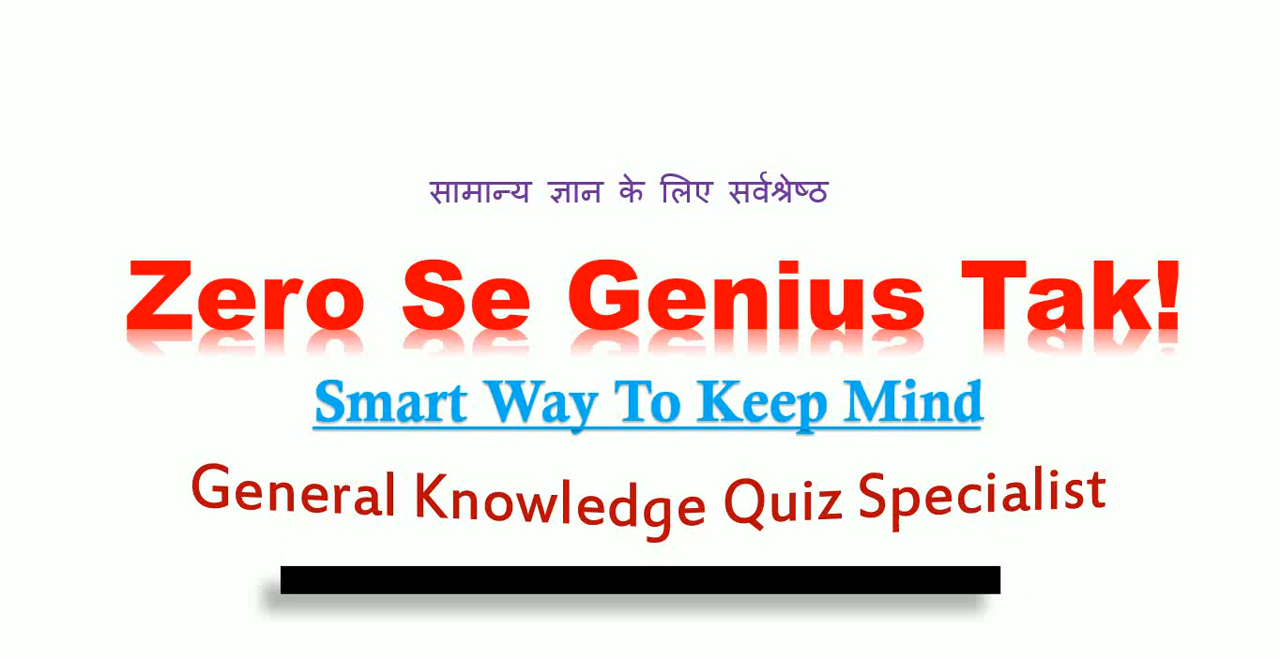 सामान्य ज्ञान के लिए सर्वश्रेष्ठ
Zero Se Genius Tak!
Smart Way To Keep Mind
General Knowledge Quiz Specialist